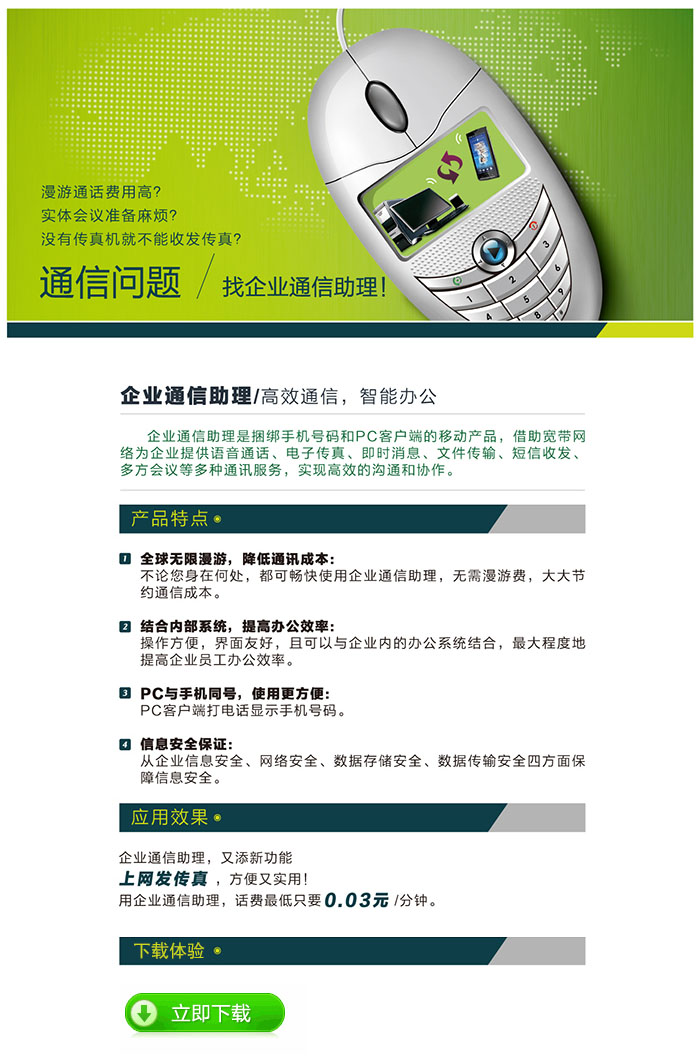 漫游通话费用高?
实体会议准备麻烦?
没有传真机就不能收发传真?
通信问题/找企业通信助理!
1
2
3
4
5
6
9
企业通信助理/高效通信，智能办公
企业通信助理是捆绑手机号码和PC客户端的移动产品，借助宽带网
络为企业提供语音通话、电子传真、即时消息、文件传输、短信收发、
多方会议等多种通讯服务，实现高效的沟通和协作。
产品特点
1 全球无限漫游，降低通讯成本:
不论您身在何处，都可畅快使用企业通信助理，无需漫游费，大大节
约通信成本。
2 结合内部系统，提高办公效率:
操作方便，界面友好，且可以与企业内的办公系统结合，最大程度地
提高企业员工办公效率。
3 PC与手机同号，使用更方便:
PC客户端打电话显示手机号码。
4 信息安全保证:
从企业信息安全、网络安全、数据存储安全、数据传输安全四方面保
障信息安全。
应用效果
企业通信助理，又添新功能
上网发传真，方便又实用!
用企业通信助理，话费最低只要0.03元/分钟。
下载体验
立即下载